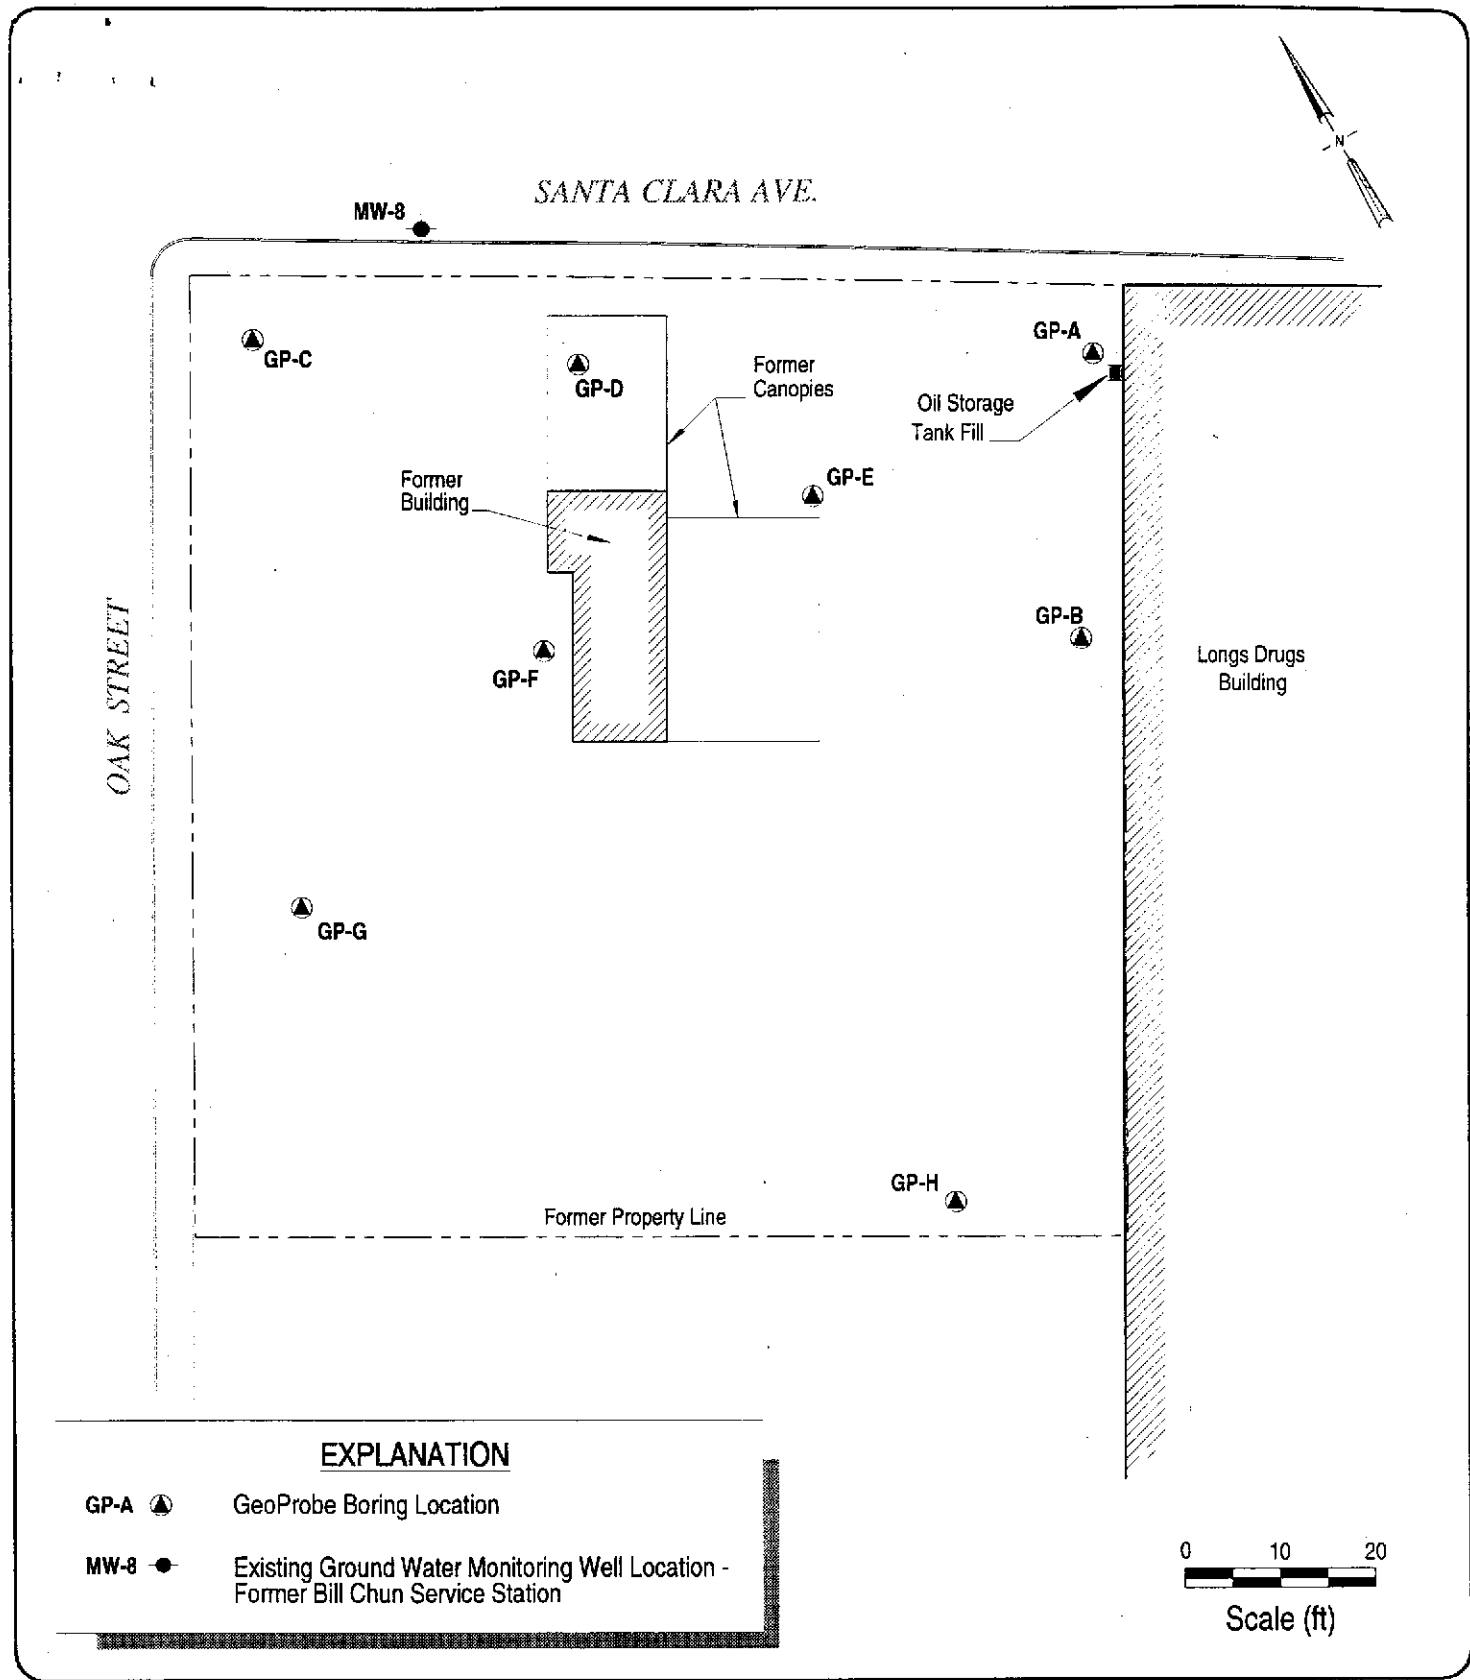 N
SANTA CLARA AVE.
MW-8
GP-A
GP-C
GP-D
Former
Canopies
Oil Storage
Tank Fill
GP-E
Former
Building
OAK STREET
GP-B
GP-F
Longs Drugs
Building
GP-G
GP-H
Former Property Line
EXPLANATION
GP-A GeoProbe Boring Location
MW-8 Existing Ground Water Monitoring Well Location -
Former Bill Chun Service Station
0 10 20
Scale (ft)